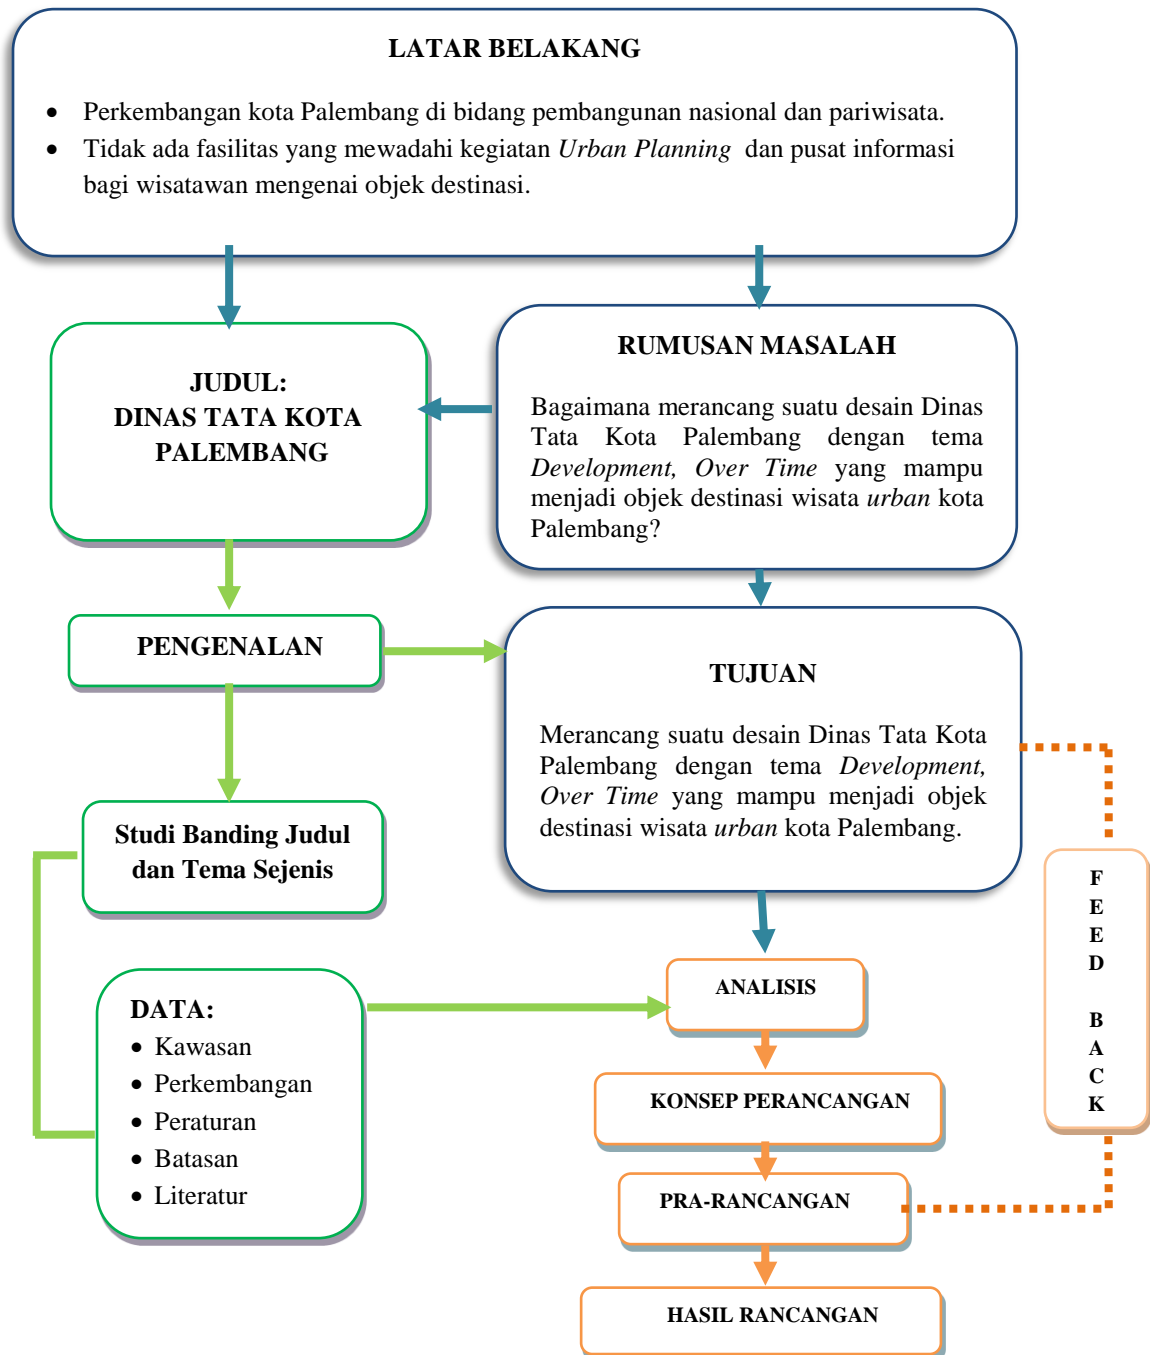 LATAR BELAKANG
• Perkembangan kota Palembang di bidang pembangunan nasional dan pariwisata.
• Tidak ada fasilitas yang mewadahi kegiatan Urban Planning dan pusat informasi
bagi wisatawan mengenai objek destinasi.
JUDUL:
DINAS TATA KOTA
PALEMBANG
RUMUSAN MASALAH
Bagaimana merancang suatu desain Dinas
Tata Kota Palembang dengan tema
Development, Over Time yang mampu
menjadi objek destinasi wisata urban kota
Palembang?
PENGENALAN
TUJUAN
Merancang suatu desain Dinas Tata Kota
Palembang dengan tema Development,
Over Time yang mampu menjadi objek
destinasi wisata urban kota Palembang.
Studi Banding Judul
dan Tema Sejenis
F
E
E
D
B
A
C
K
DATA:
• Kawasan
• Perkembangan
• Peraturan
• Batasan
• Literatur
ANALISIS
KONSEP PERANCANGAN
PRA-RANCANGAN
HASIL RANCANGAN